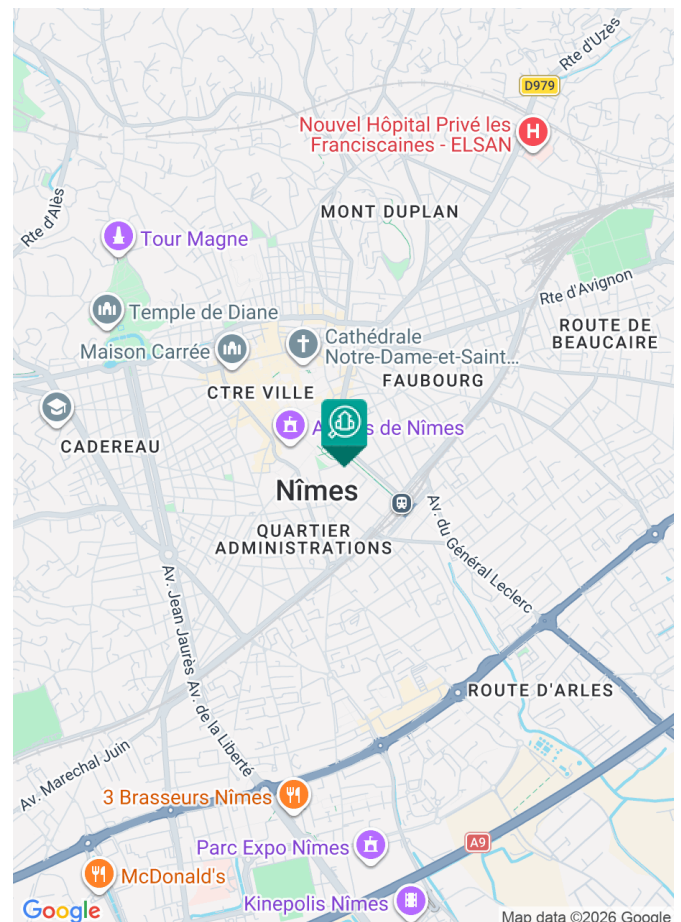 Rte d'Uzès
D979
Nouvel Hôpital Privé les
Franciscaines - ELSAN
H
MONT DUPLAN
Rte d'Alès
Tour Magne
Rte d'Avignon
Temple de Diane
ROUTE DE
BEAUCAIRE
Maison Carrée
Cathédrale
Notre-Dame-et-Saint...
CTRE VILLE
FAUBOURG
CADEREAU
de Nîmes
Nîmes
QUARTIER
ADMINISTRATIONS
Av. du Général Leclerc
Av. Jean Jaurès
Av. de la Liberté
ROUTE D'ARLES
Av. Marechal Juin
3 Brasseurs Nîmes
Parc Expo Nîmes
A9
McDonald's
Kinepolis Nîmes
Google
Map data ©2026 Google